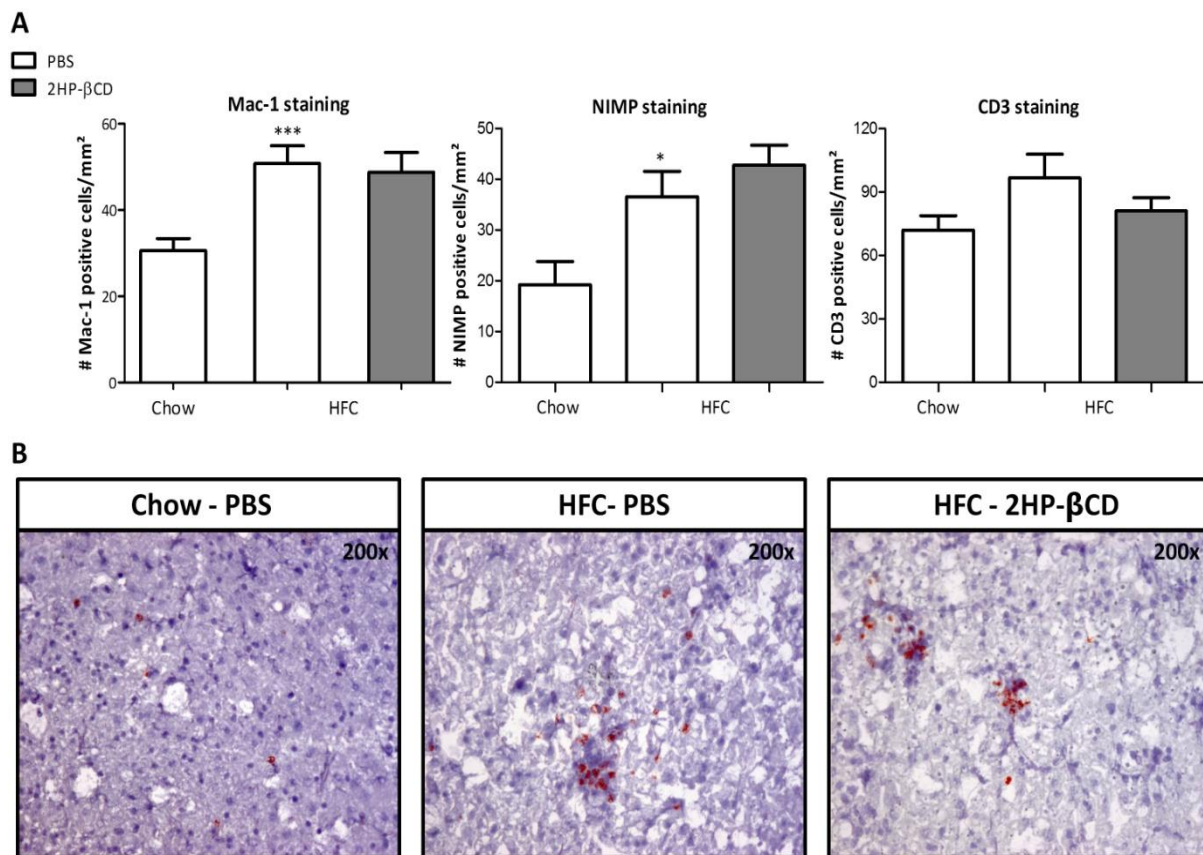 A
PBS
2HP-βCD
Mac-1 staining
# Mac-1 positive cells/mm²
60
40
20
0
***
Chow
HFC
NIMP staining
# NIMP positive cells/mm²
50
40
30
20
10
0
*
Chow
HFC
CD3 staining
# CD3 positive cells/mm²
120
90
60
30
0
Chow
HFC
B
Chow - PBS
200x
HFC- PBS
200x
HFC - 2HP-βCD
200x